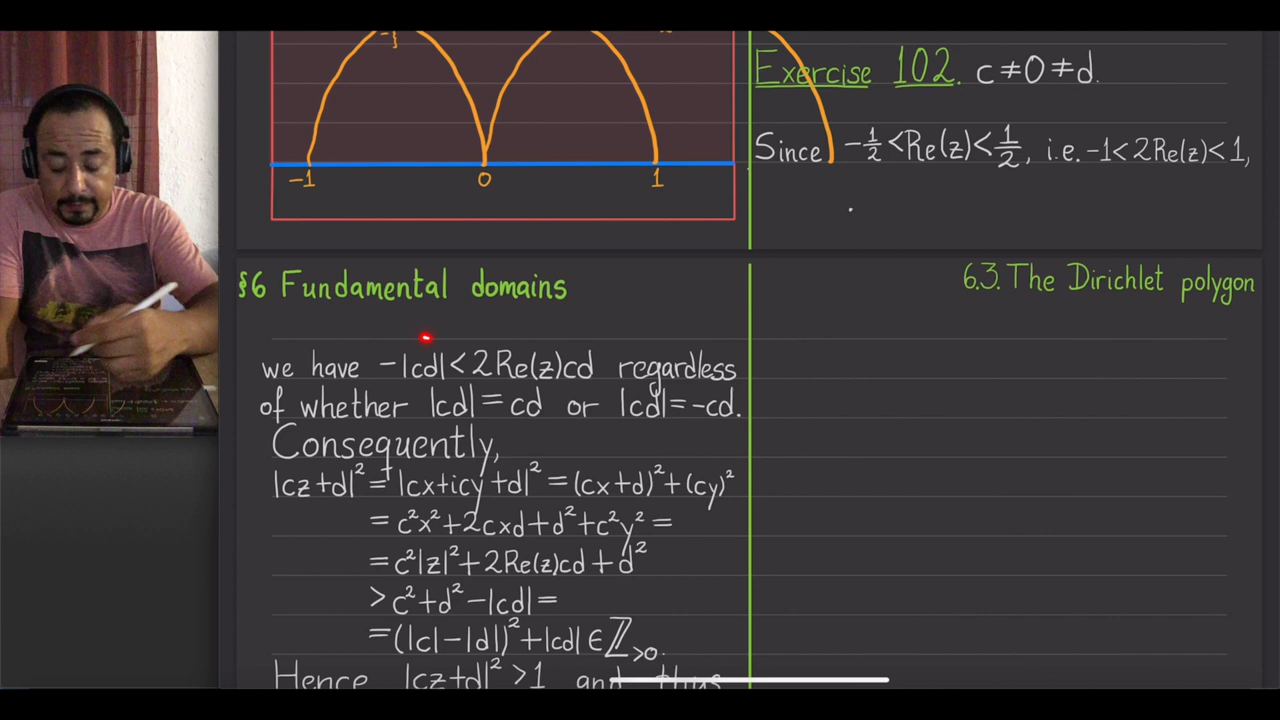 -1 0 1
Exercise 102. c≠0≠d.
Since -½<Re(z)<½, i.e. -1<2Re(z)<1,
§6 Fundamental domains
6.3. The Dirichlet polygon
we have -|cd|<2Re(z)cd regardless
of whether |cd|=cd or |cd|=-cd.
Consequently,
|cz+d|²=|cx+icy+d|²=(cx+d)²+(cy)²
=c²x²+2cxd+d²+c²y²=
=c²|z|²+2Re(z)cd+d²
>c²+d²-|cd|=
=(|c|-|d|)²+|cd|∈ℤ>0.
Hence |cz+d|²>1 and thus